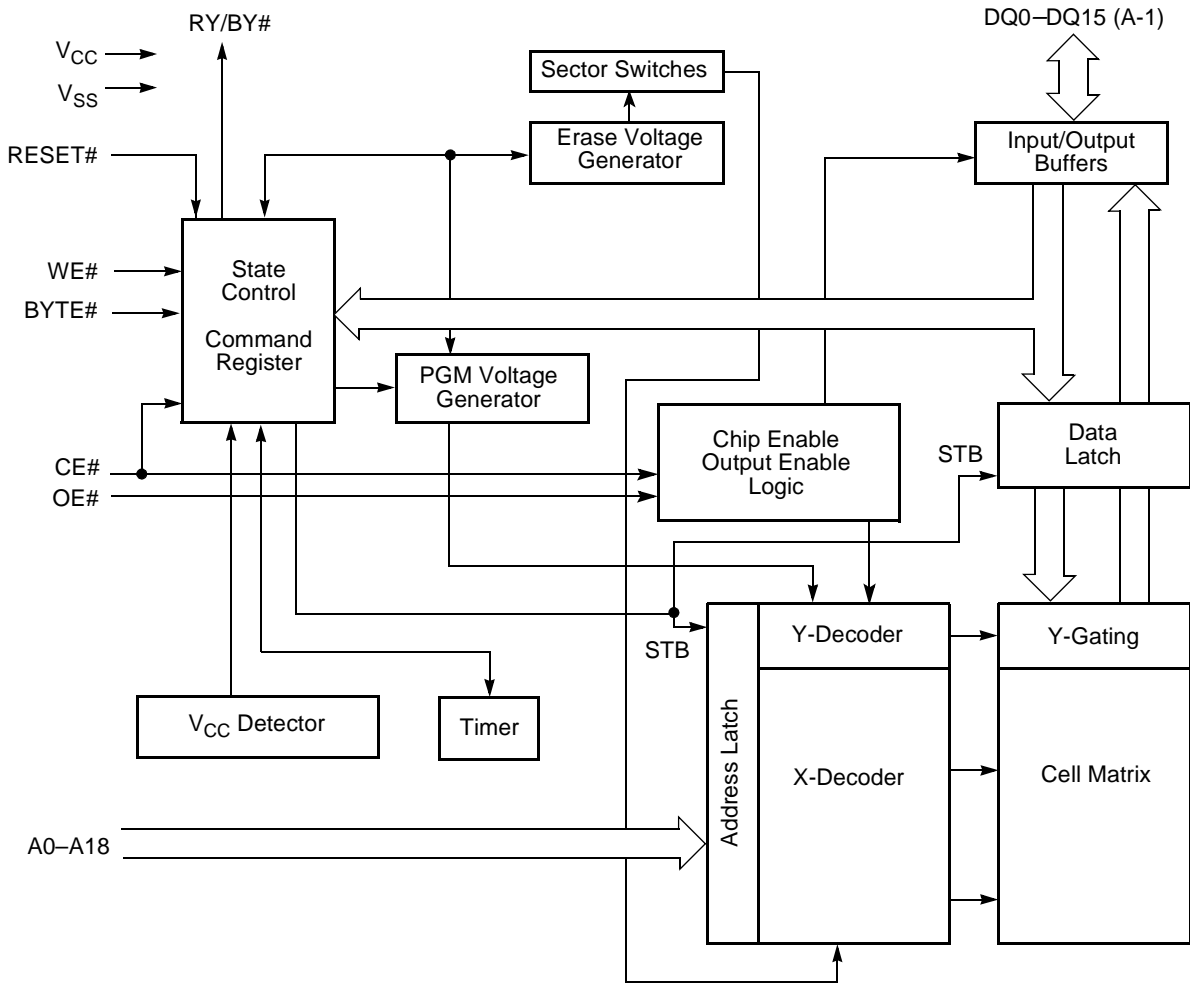 RY/BY#
DQ0–DQ15 (A-1)
VCC
VSS
Sector Switches
RESET#
Erase Voltage
Generator
Input/Output
Buffers
WE#
BYTE#
State
Control
Command
Register
PGM Voltage
Generator
Chip Enable
Output Enable
Logic
Data
Latch
STB
CE#
OE#
STB
Y-Decoder
Y-Gating
VCC Detector
Timer
Address Latch
X-Decoder
Cell Matrix
A0–A18